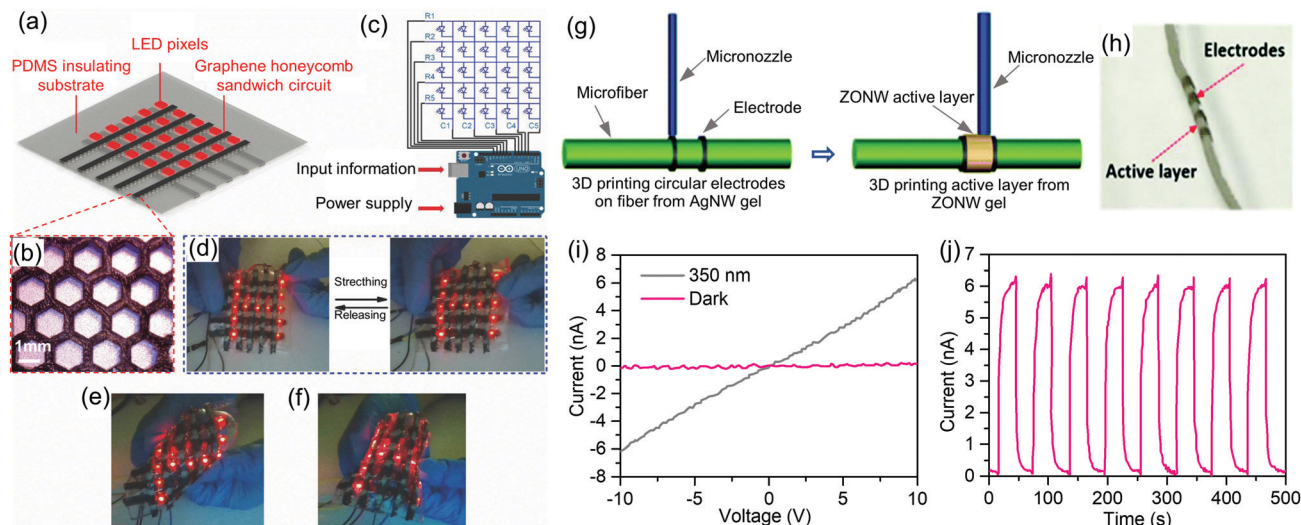 (a)
LED pixels
PDMS insulating
substrate
Graphene honeycomb
sandwich circuit
(b)
1mm
(c)
R1
R2
R3
R4
R5
C1
C2
C3
C4
C5
Input information
Power supply
(d)
Strecthing
Releasing
(e)
(f)
(g)
Micronozzle
Microfiber
Electrode
3D printing circular electrodes
on fiber from AgNW gel
Micronozzle
ZONW active layer
3D printing active layer from
ZONW gel
(h)
Electrodes
Active layer
(i)
350 nm
Dark
Current (nA)
8
6
4
2
0
-2
-4
-6
-8
-10
-5
0
5
10
Voltage (V)
(j)
Current (nA)
7
6
5
4
3
2
1
0
0
100
200
300
400
500
Time (s)